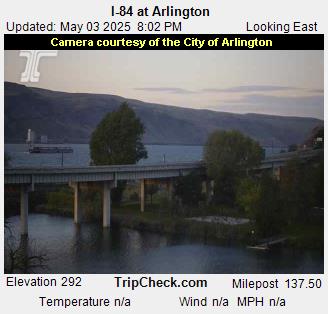 I-84 at Arlington
Updated: May 03 2025 8:02 PM Looking East
Camera courtesy of the City of Arlington
Elevation 292 TripCheck.com Milepost 137.50
Temperature n/a Wind n/a MPH n/a